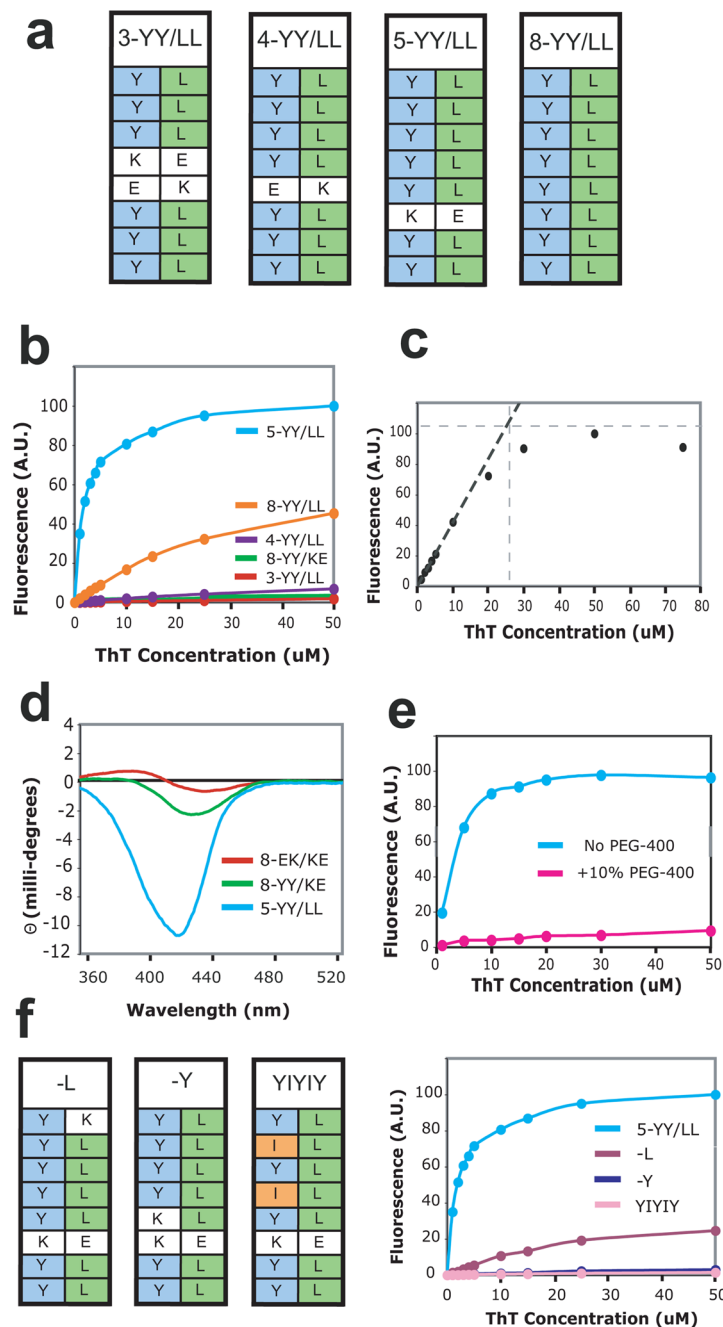 a
3-YY/LL 4-YY/LL 5-YY/LL 8-YY/LL
Y L Y L Y L Y L
Y L Y L Y L Y L
Y L Y L Y L Y L
K E Y L Y L Y L
E K E K Y L Y L
Y L Y L K E Y L
Y L Y L Y L Y L
Y L Y L Y L Y L
b
Fluorescence (A.U.)
100
80
60
40
20
0
5-YY/LL
8-YY/LL
4-YY/LL
8-YY/KE
3-YY/LL
0 10 20 30 40 50
ThT Concentration (uM)
c
Fluorescence (A.U.)
120
100
80
60
40
20
0
0 10 20 30 40 50 60 70 80
ThT Concentration (uM)
d
Θ (milli-degrees)
4
2
0
-2
-4
-6
-8
-10
-12
8-EK/KE
8-YY/KE
5-YY/LL
360 400 440 480 520
Wavelength (nm)
e
Fluorescence (A.U.)
100
80
60
40
20
0
No PEG-400
+10% PEG-400
0 10 20 30 40 50
ThT Concentration (uM)
f
-L -Y YIYIY
Y K Y L Y L
Y L Y L I L
Y L Y L Y L
Y L Y L I L
Y L K L Y L
K E K E K E
Y L Y L Y L
Y L Y L Y L
Fluorescence (A.U.)
100
80
60
40
20
0
5-YY/LL
-L
-Y
YIYIY
0 10 20 30 40 50
ThT Concentration (uM)